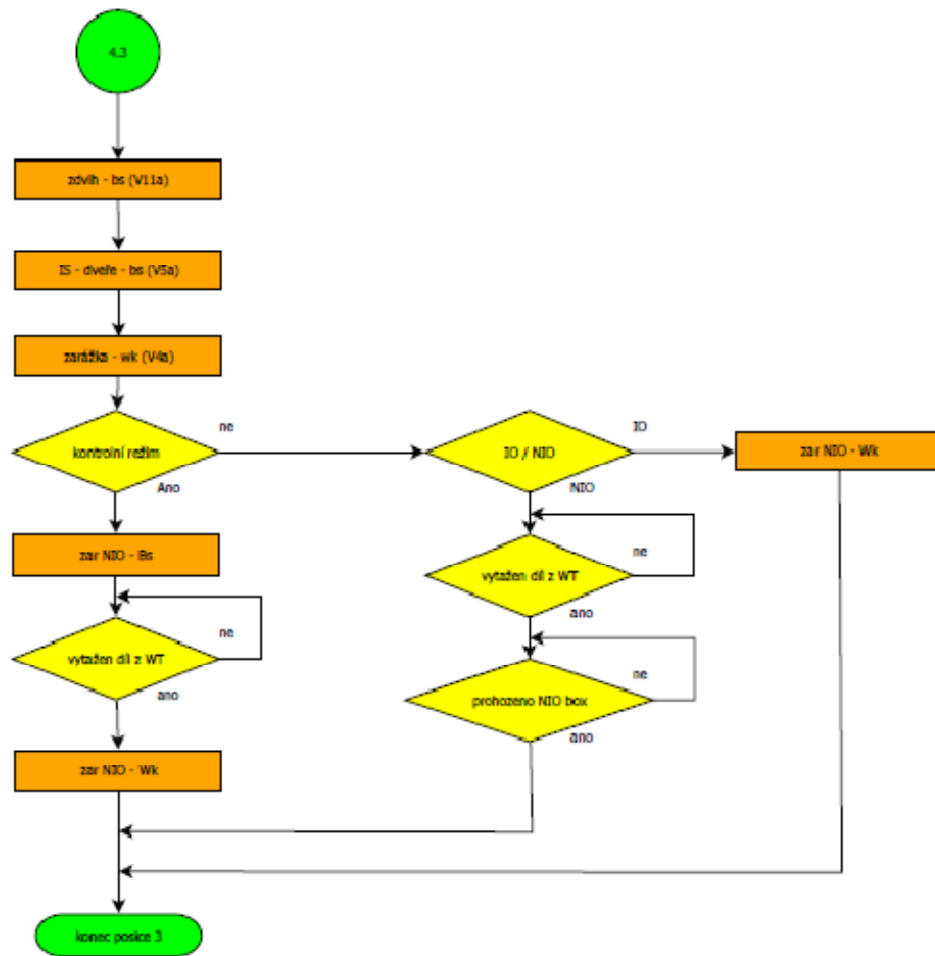 4.3
zdvih - bs (V11a)
IS - dveře - bs (V5a)
zarážka - wk (V4a)
kontrolní režim
ne
Ano
IO // NIO
IO
NIO
zar NIO - Wk
zar NIO - Bs
vytažen díl z WT
ne
ano
vytažen díl z WT
ne
ano
prohozeno NIO box
ne
ano
zar NIO - Wk
konec posice 3